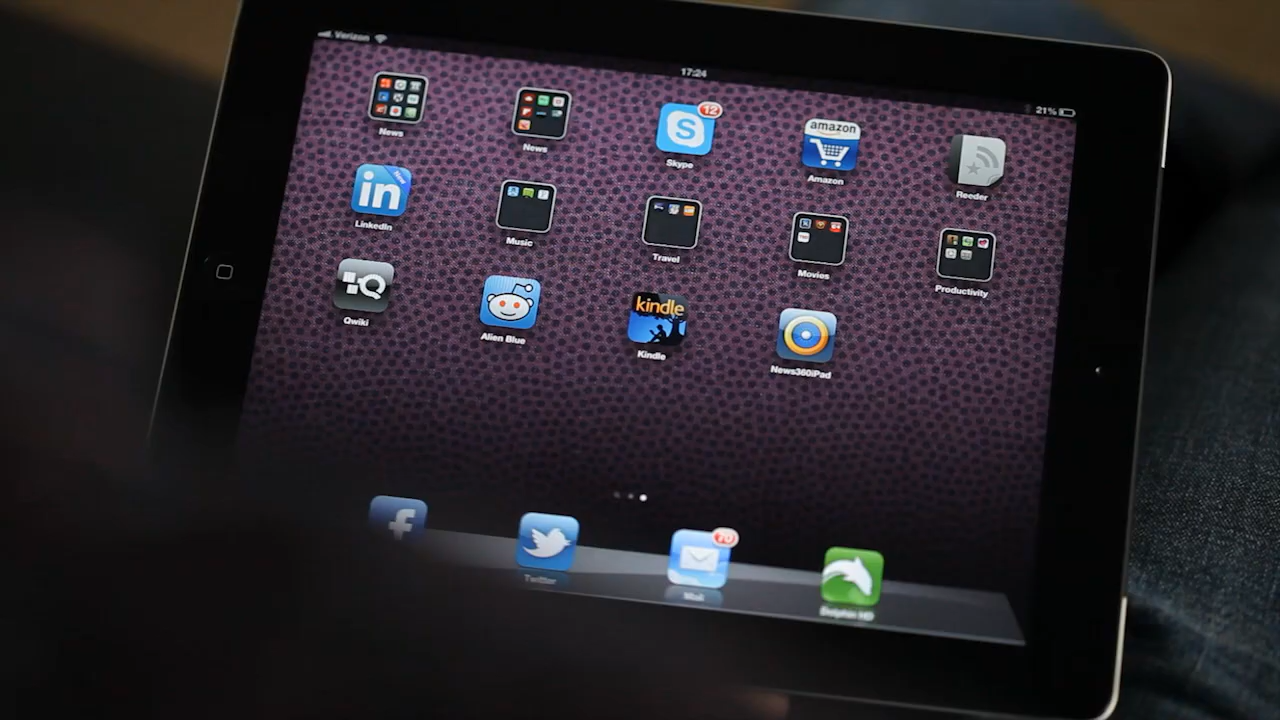 Verizon
17:24
21%
News
News
12
Skype
amazon
Amazon
Reeder
in
LinkedIn
Music
Travel
Movies
Productivity
Qwiki
Alien Blue
kindle
Kindle
News360iPad
f
Twitter
70
Mail
Dolphin HD